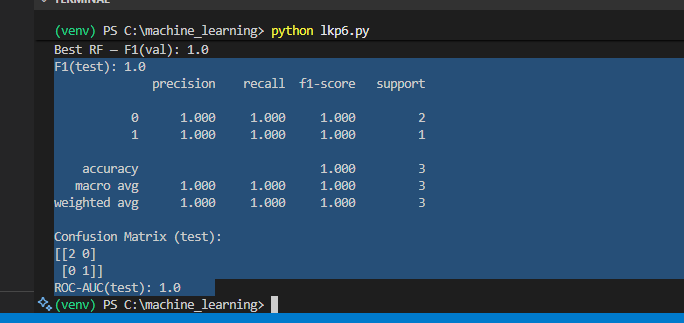 TERMINAL
(venv) PS C:\machine_learning> python lkp6.py
Best RF — F1(val): 1.0
F1(test): 1.0
precision recall f1-score support
0 1.000 1.000 1.000 2
1 1.000 1.000 1.000 1
accuracy 1.000 3
macro avg 1.000 1.000 1.000 3
weighted avg 1.000 1.000 1.000 3
Confusion Matrix (test):
[[2 0]
[0 1]]
ROC-AUC(test): 1.0
(venv) PS C:\machine_learning>